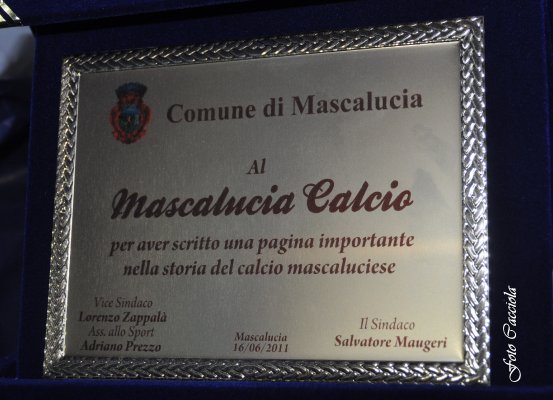 Comune di Mascalucia
Al
Mascalucia Calcio
per aver scritto una pagina importante
nella storia del calcio mascaluciese
Vice Sindaco
Lorenzo Zappalà
Ass. allo Sport
Adriano Prezzo
Mascalucia
16/06/2011
Il Sindaco
Salvatore Maugeri
Foto Cacciola